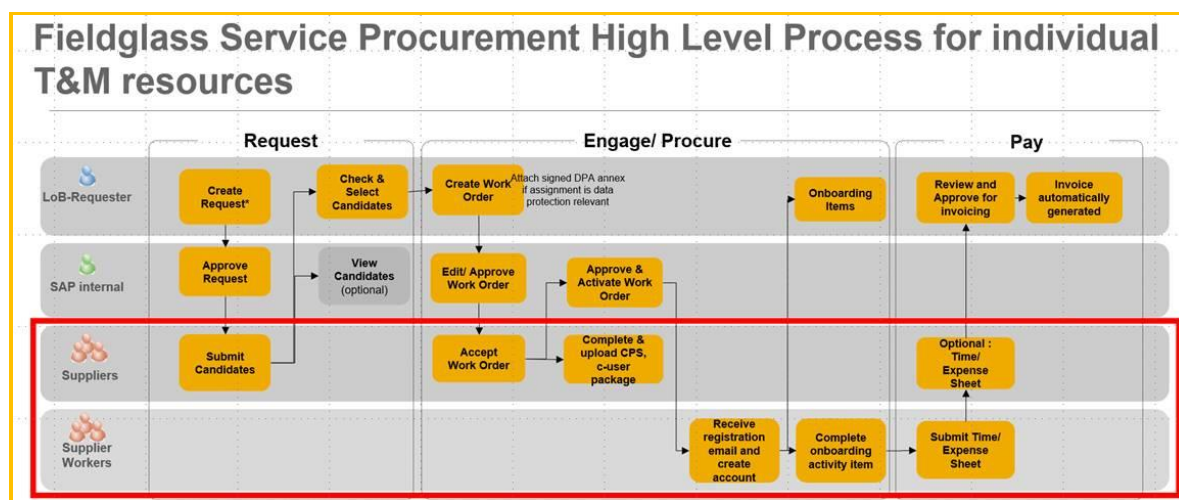 Fieldglass Service Procurement High Level Process for individual
T&M resources
Request
Engage/ Procure
Pay
LoB-Requester
Create
Request*
Check &
Select
Candidates
Create Work
Order
Attach signed DPA annex
if assignment is data
protection relevant
Onboarding
Items
Review and
Approve for
invoicing
Invoice
automatically
generated
SAP internal
Approve
Request
View
Candidates
(optional)
Edit/ Approve
Work Order
Approve &
Activate Work
Order
Suppliers
Submit
Candidates
Accept
Work Order
Complete &
upload CPS,
c-user
package
Optional :
Time/
Expense
Sheet
Supplier
Workers
Receive
registration
email and
create
account
Complete
onboarding
activity item
Submit Time/
Expense
Sheet